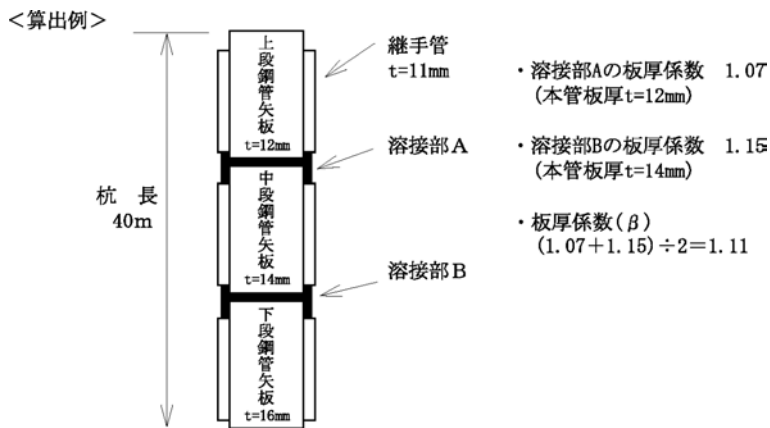 ＜算出例＞
上段鋼管矢板
t=12mm
中段鋼管矢板
t=14mm
下段鋼管矢板
t=16mm
杭 長
40m
継手管
t=11mm
溶接部A
溶接部B
・溶接部Aの板厚係数 1.07
(本管板厚t=12mm)
・溶接部Bの板厚係数 1.15
(本管板厚t=14mm)
・板厚係数(β)
(1.07＋1.15)÷2＝1.11